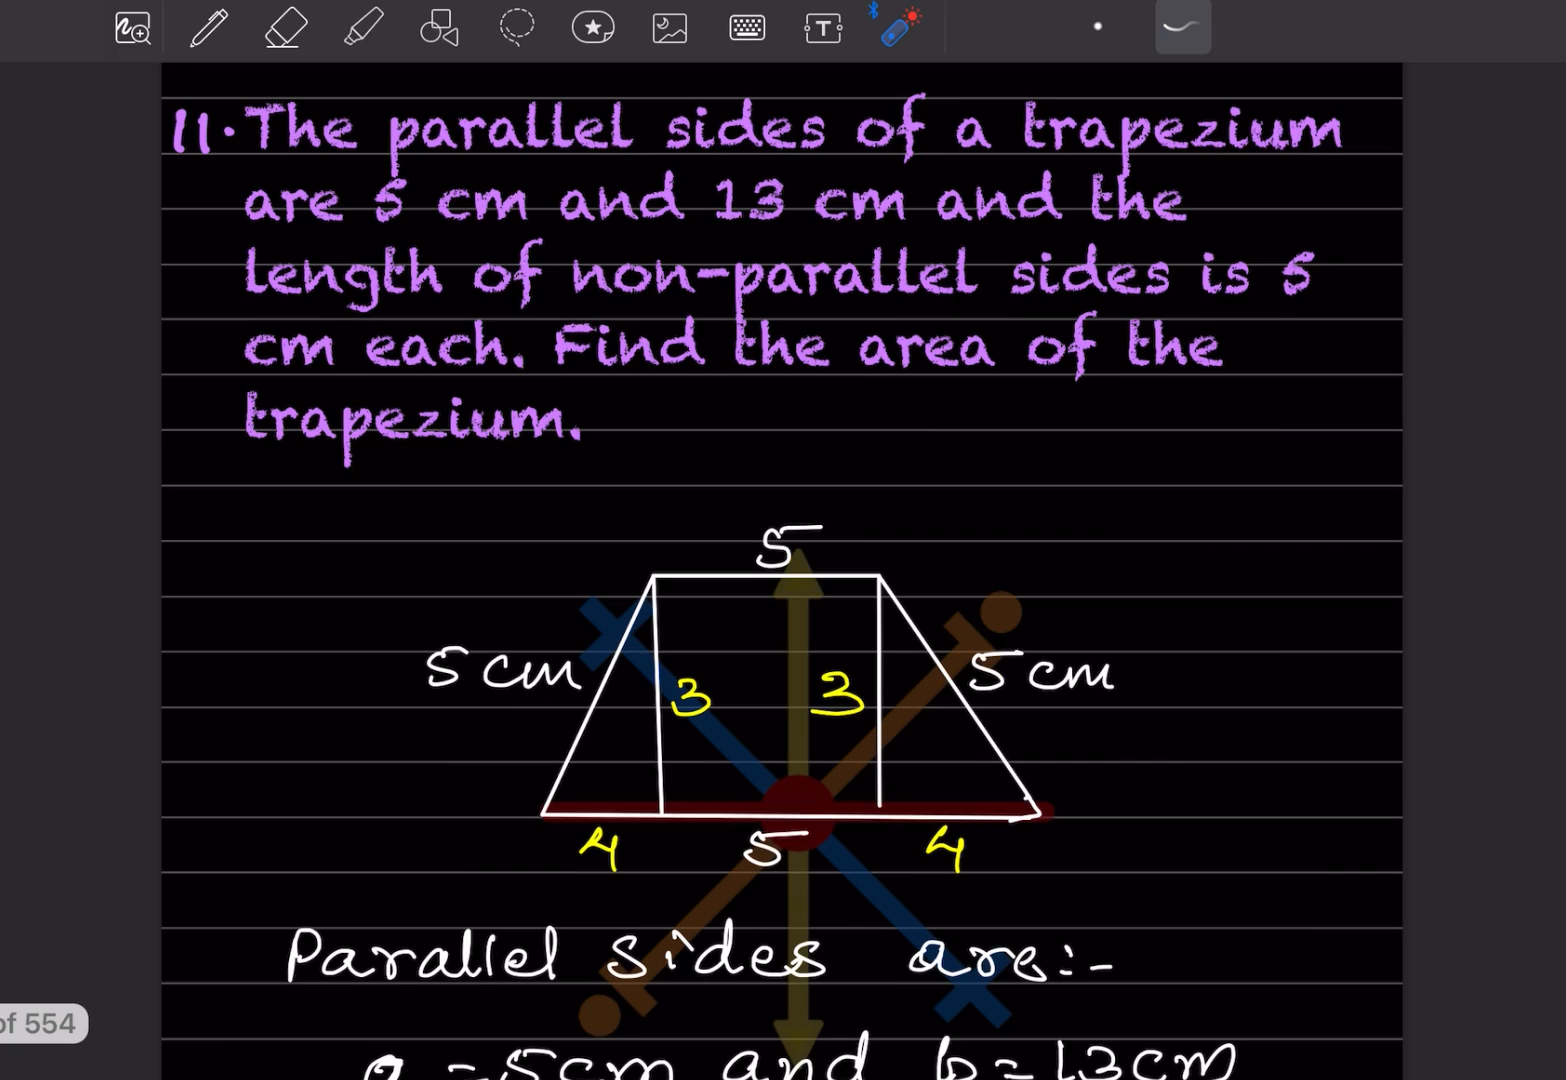 11. The parallel sides of a trapezium
are 5 cm and 13 cm and the
length of non-parallel sides is 5
cm each. Find the area of the
trapezium.
5
5 cm 3 3 5 cm
4 5 4
Parallel sides are:-
of 554
a = 5cm and b = 13cm